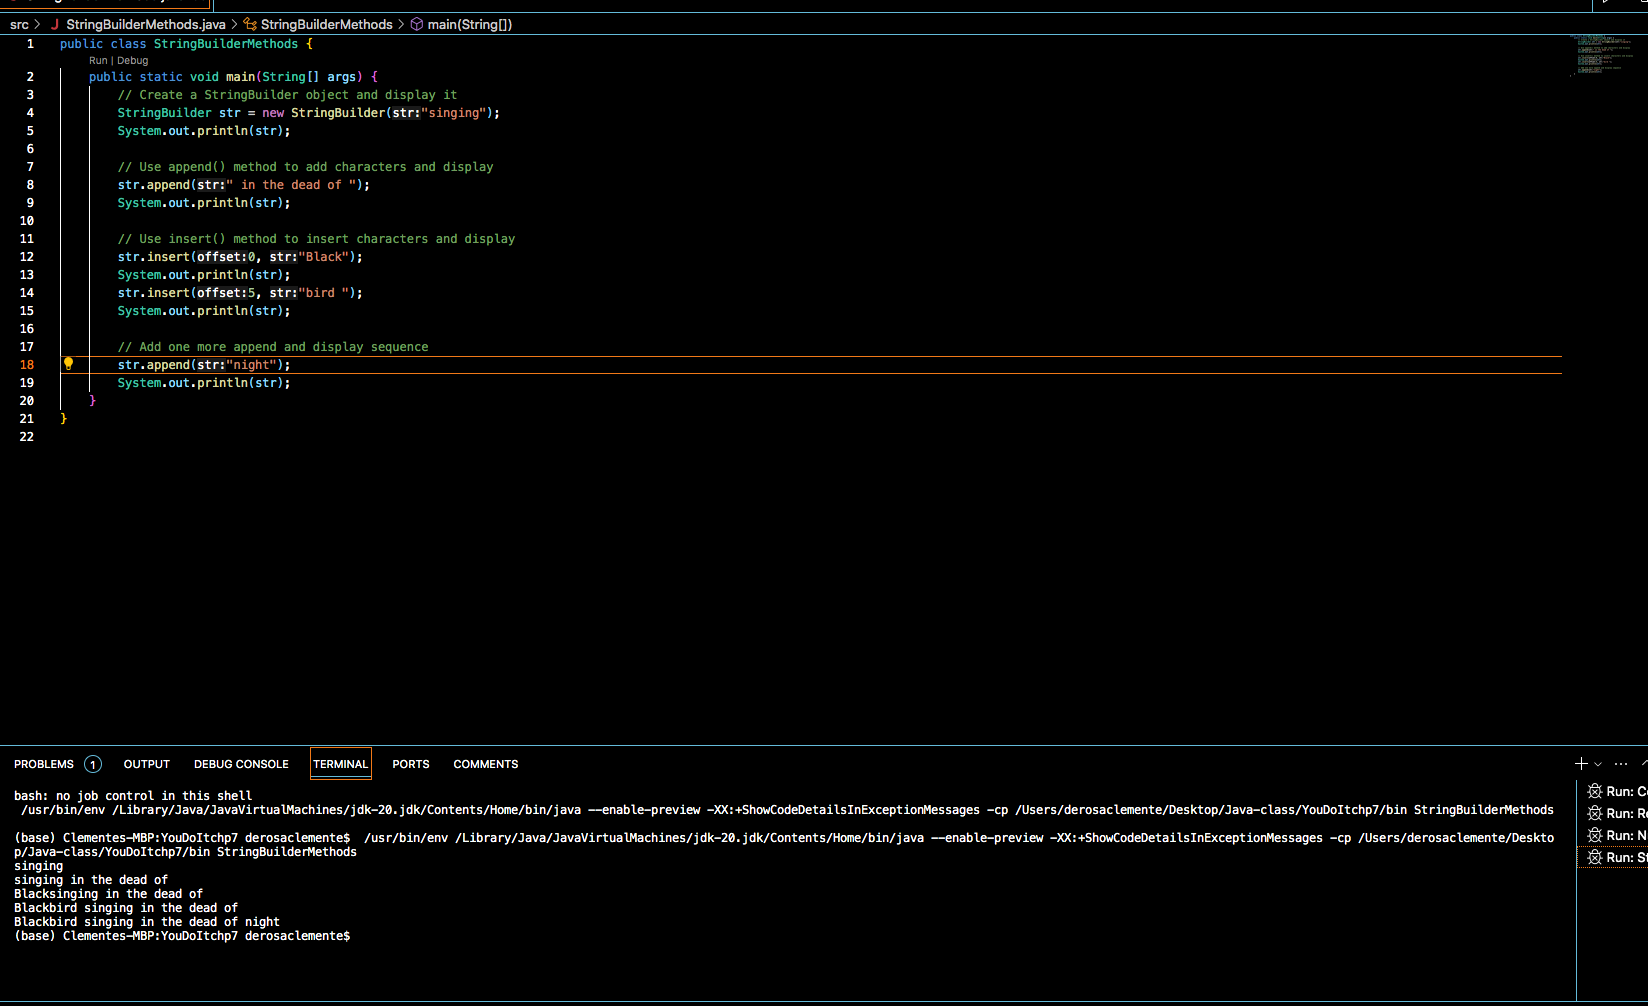 src > J StringBuilderMethods.java > StringBuilderMethods > main(String[])
1 public class StringBuilderMethods {
Run | Debug
2 public static void main(String[] args) {
3 // Create a StringBuilder object and display it
4 StringBuilder str = new StringBuilder(str:"singing");
5 System.out.println(str);
6
7 // Use append() method to add characters and display
8 str.append(str:" in the dead of ");
9 System.out.println(str);
10
11 // Use insert() method to insert characters and display
12 str.insert(offset:0, str:"Black");
13 System.out.println(str);
14 str.insert(offset:5, str:"bird ");
15 System.out.println(str);
16
17 // Add one more append and display sequence
18 str.append(str:"night");
19 System.out.println(str);
20 }
21 }
22
PROBLEMS 1 OUTPUT DEBUG CONSOLE TERMINAL PORTS COMMENTS
bash: no job control in this shell
/usr/bin/env /Library/Java/JavaVirtualMachines/jdk-20.jdk/Contents/Home/bin/java --enable-preview -XX:+ShowCodeDetailsInExceptionMessages -cp /Users/derosaclemente/Desktop/Java-class/YouDoItchp7/bin StringBuilderMethods
(base) Clementes-MBP:YouDoItchp7 derosaclemente$ /usr/bin/env /Library/Java/JavaVirtualMachines/jdk-20.jdk/Contents/Home/bin/java --enable-preview -XX:+ShowCodeDetailsInExceptionMessages -cp /Users/derosaclemente/Deskto
p/Java-class/YouDoItchp7/bin StringBuilderMethods
singing
singing in the dead of
Blacksinging in the dead of
Blackbird singing in the dead of
Blackbird singing in the dead of night
(base) Clementes-MBP:YouDoItchp7 derosaclemente$
Run: C
Run: R
Run: N
Run: S